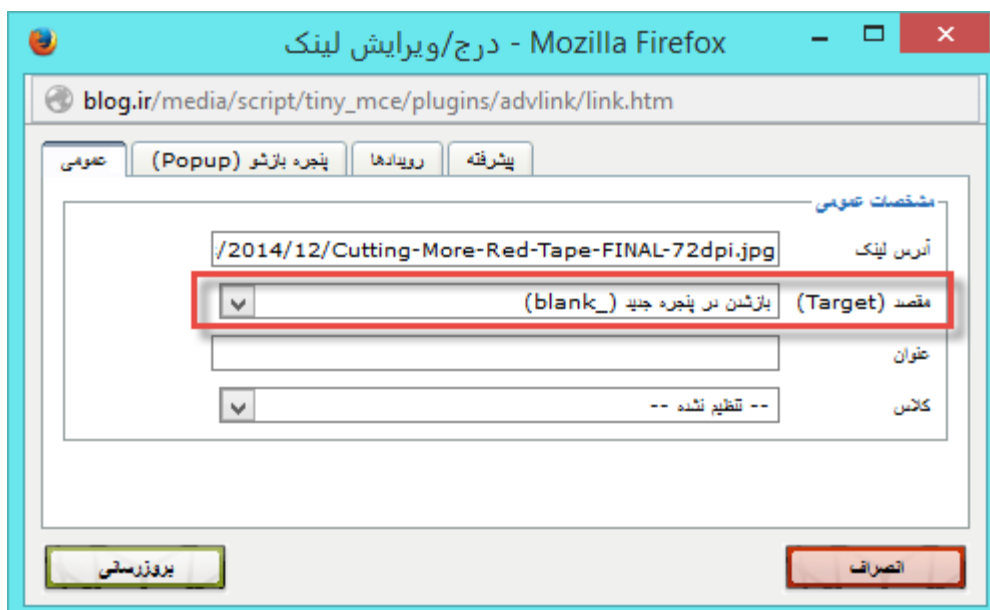 درج/ویرایش لینک - Mozilla Firefox
blog.ir/media/script/tiny_mce/plugins/advlink/link.htm
عمومی
پنجره بازشو (Popup)
رویدادها
پیشرفته
مشخصات عمومی
آدرس لینک
/2014/12/Cutting-More-Red-Tape-FINAL-72dpi.jpg
مقصد (Target)
بازشدن در پنجره جدید (_blank)
عنوان
کلاس
-- تنظیم نشده --
بروزرسانی
انصراف